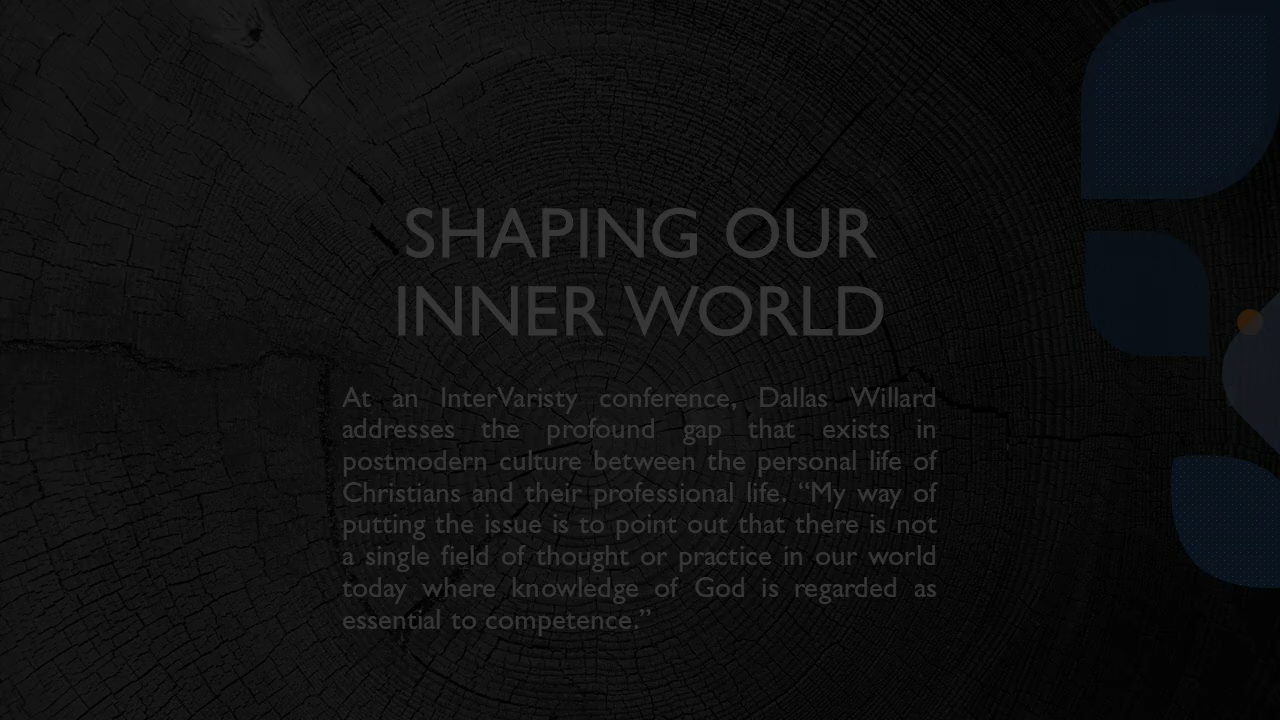 SHAPING OUR
INNER WORLD
At an InterVaristy conference, Dallas Willard
addresses the profound gap that exists in
postmodern culture between the personal life of
Christians and their professional life. “My way of
putting the issue is to point out that there is not
a single field of thought or practice in our world
today where knowledge of God is regarded as
essential to competence.”